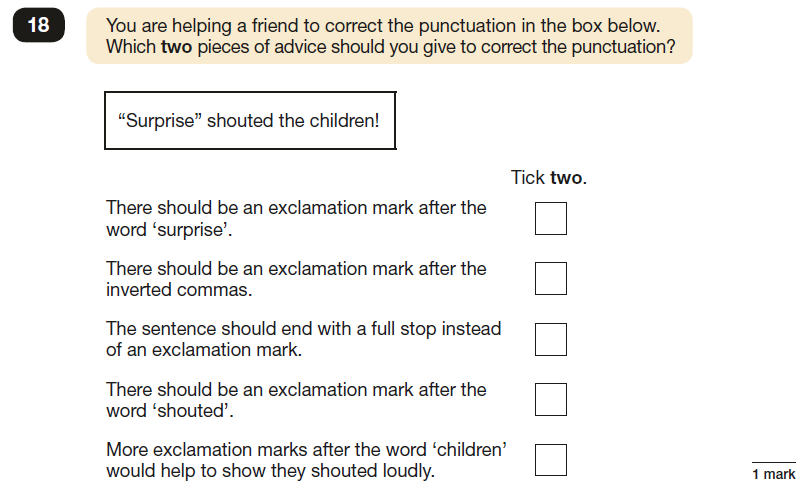 18
You are helping a friend to correct the punctuation in the box below.
Which two pieces of advice should you give to correct the punctuation?
“Surprise” shouted the children!
Tick two.
There should be an exclamation mark after the
word ‘surprise’.
There should be an exclamation mark after the
inverted commas.
The sentence should end with a full stop instead
of an exclamation mark.
There should be an exclamation mark after the
word ‘shouted’.
More exclamation marks after the word ‘children’
would help to show they shouted loudly.
1 mark